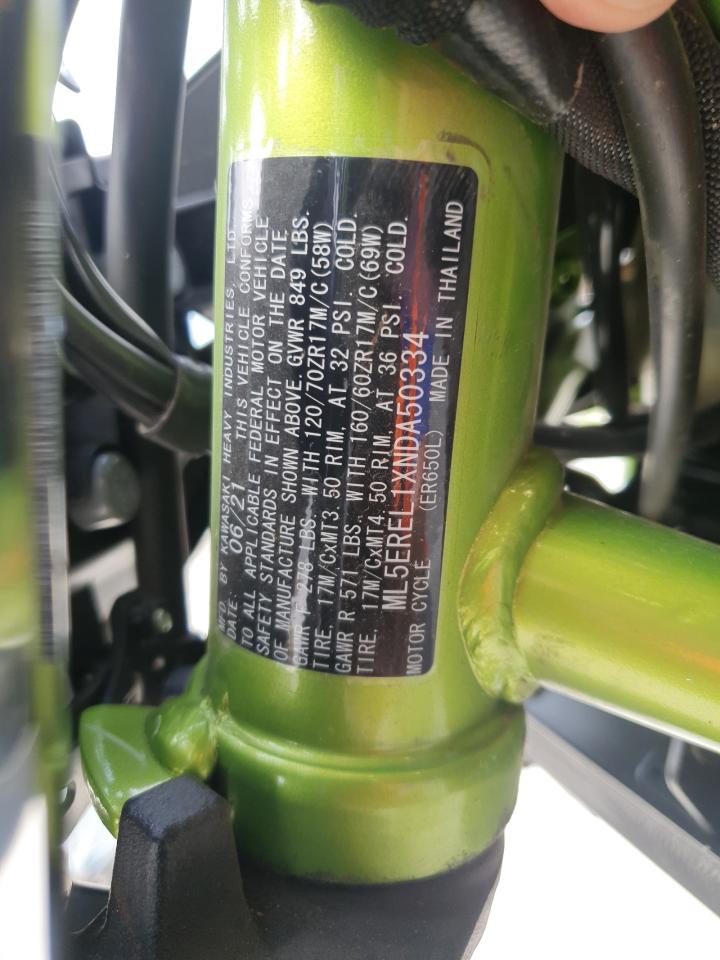 MFD. BY KAWASAKI HEAVY INDUSTRIES, LTD.
DATE 06/21 THIS VEHICLE CONFORMS
TO ALL APPLICABLE FEDERAL MOTOR VEHICLE
SAFETY STANDARDS IN EFFECT ON THE DATE
OF MANUFACTURE SHOWN ABOVE. GVWR 849 LBS.
GAWR F 278 LBS. WITH 120/70ZR17M/C(58W)
TIRE, 17M/CxMT3.50 RIM, AT 32 PSI. COLD.
GAWR R 571 LBS. WITH 160/60ZR17M/C(69W)
TIRE, 17M/CxMT4.50 RIM, AT 36 PSI. COLD.
ML5EREL1XNDA50334
MOTOR CYCLE (ER650L) MADE IN THAILAND